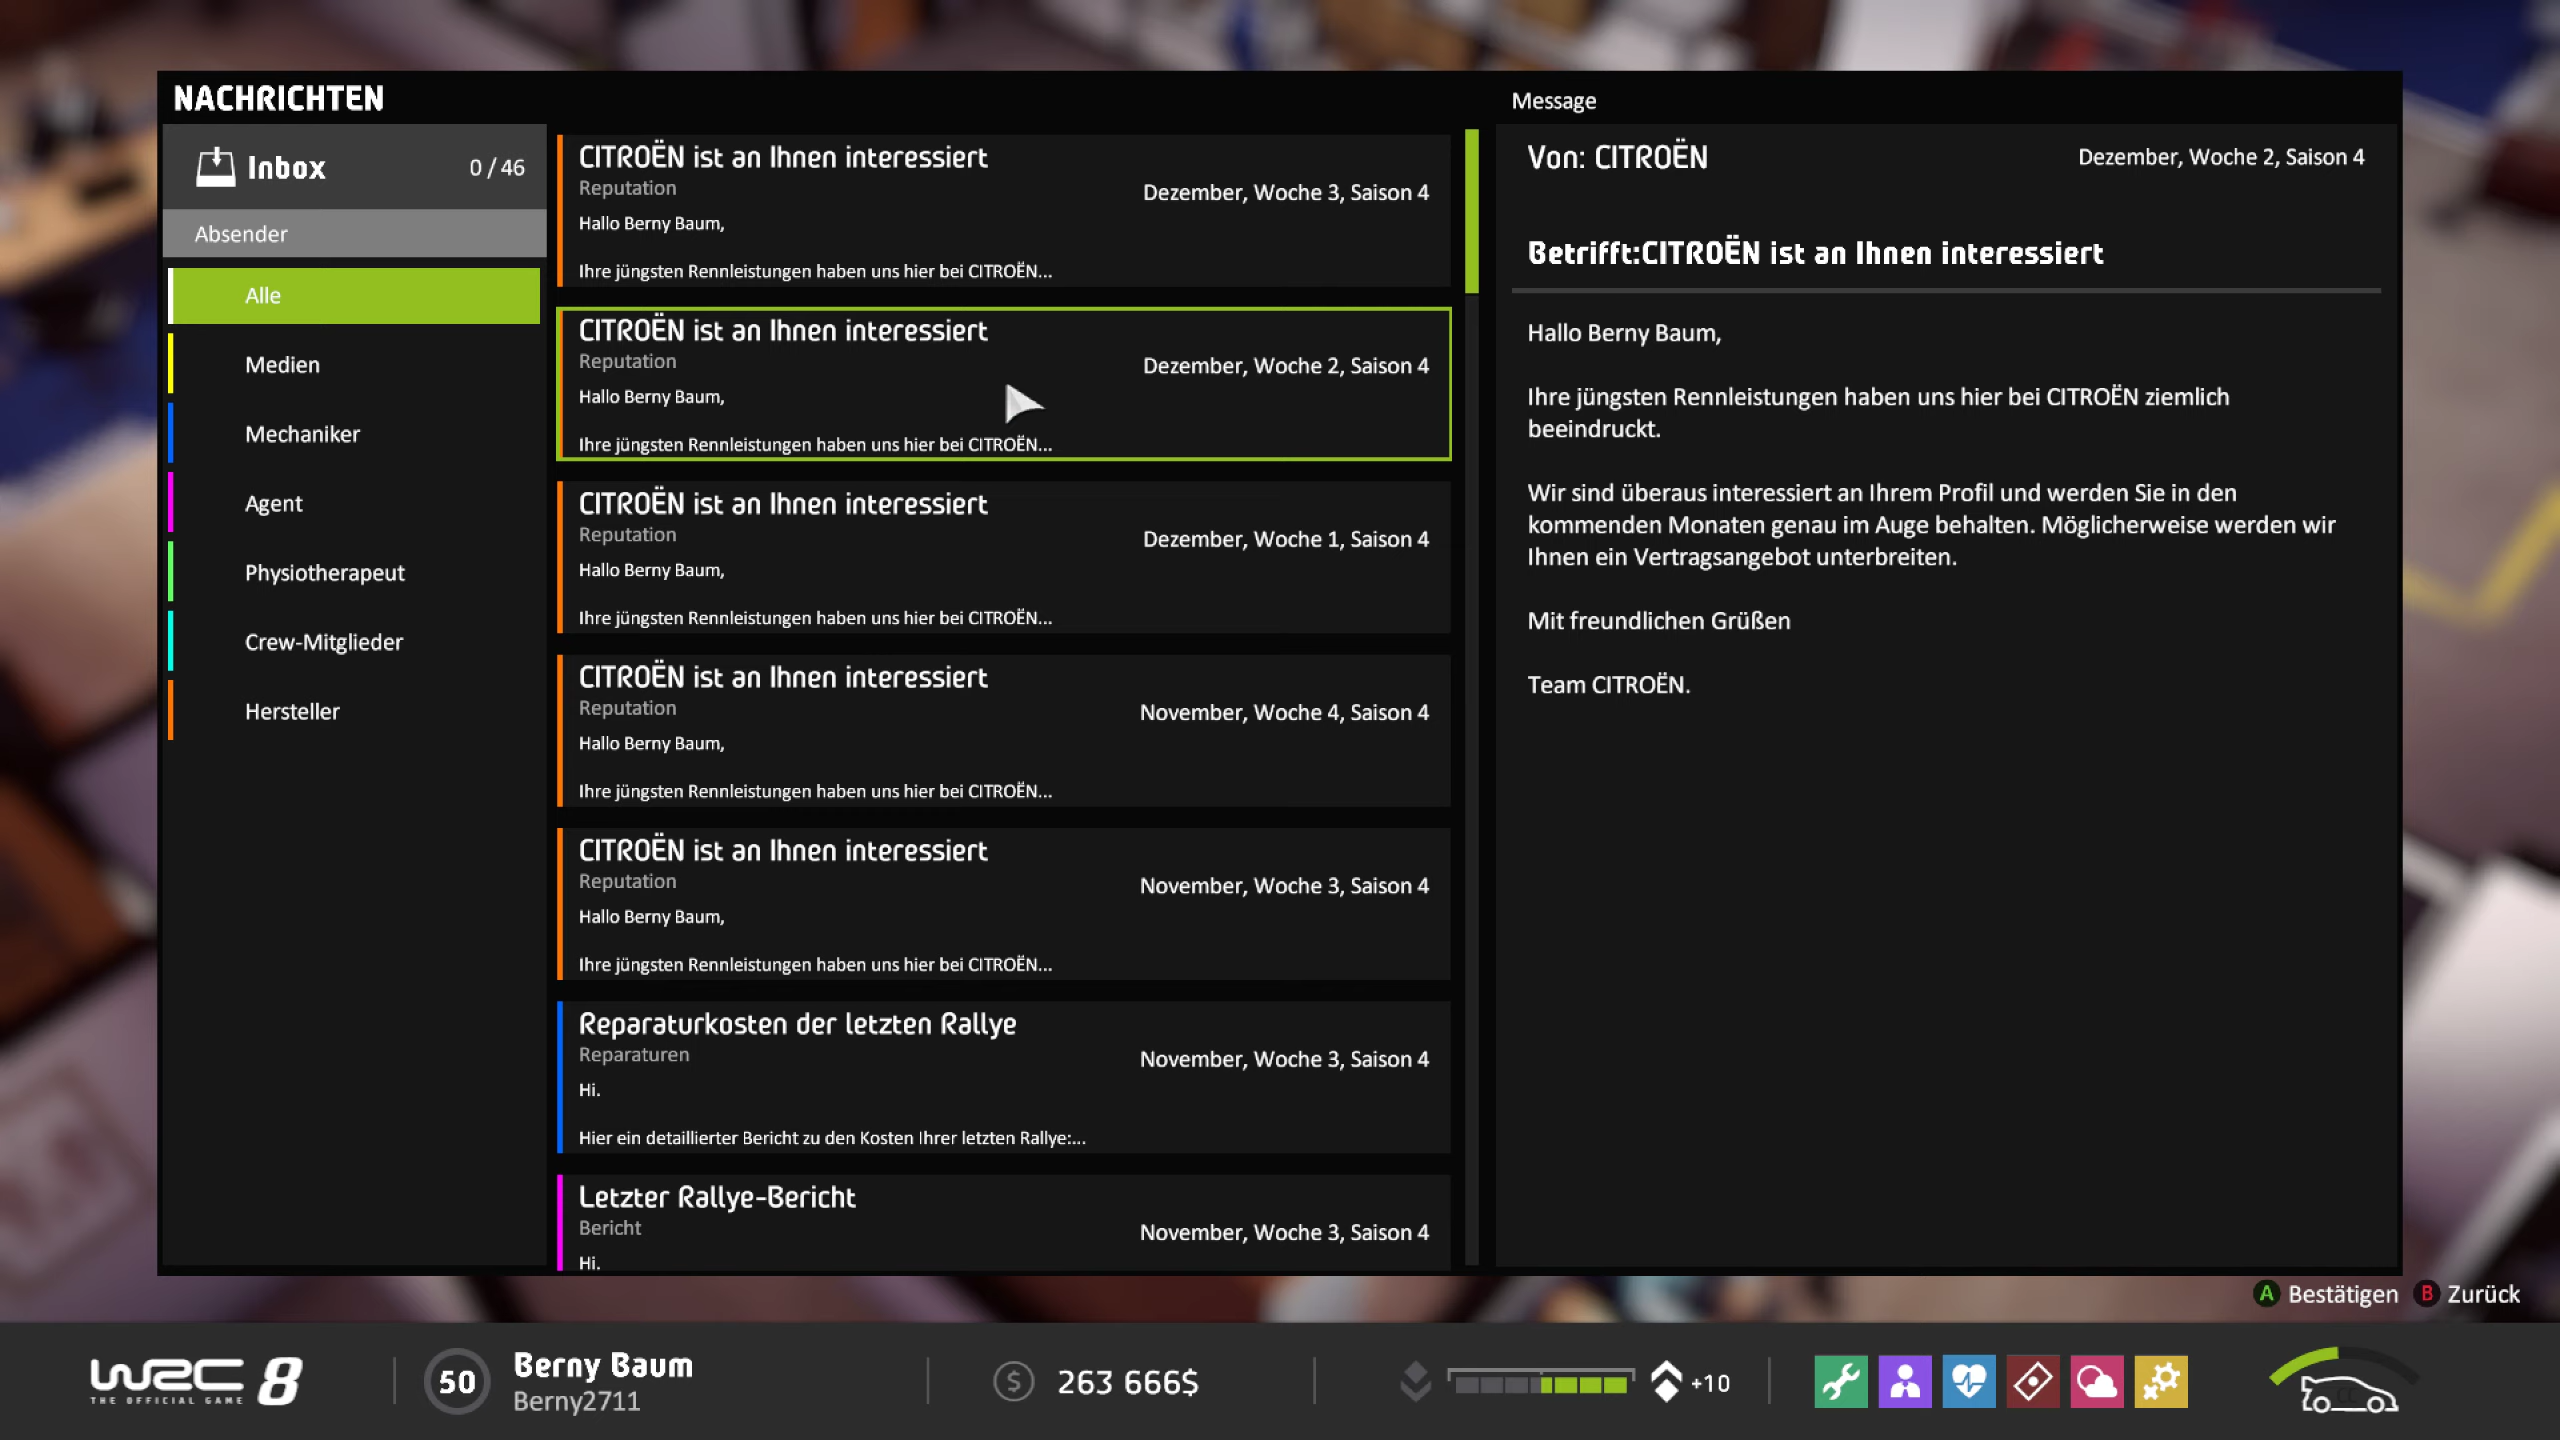 NACHRICHTEN
Inbox 0 / 46
Absender
Alle
Medien
Mechaniker
Agent
Physiotherapeut
Crew-Mitglieder
Hersteller
CITROËN ist an Ihnen interessiert
Reputation
Dezember, Woche 3, Saison 4
Hallo Berny Baum,
Ihre jüngsten Rennleistungen haben uns hier bei CITROËN...
CITROËN ist an Ihnen interessiert
Reputation
Dezember, Woche 2, Saison 4
Hallo Berny Baum,
Ihre jüngsten Rennleistungen haben uns hier bei CITROËN...
CITROËN ist an Ihnen interessiert
Reputation
Dezember, Woche 1, Saison 4
Hallo Berny Baum,
Ihre jüngsten Rennleistungen haben uns hier bei CITROËN...
CITROËN ist an Ihnen interessiert
Reputation
November, Woche 4, Saison 4
Hallo Berny Baum,
Ihre jüngsten Rennleistungen haben uns hier bei CITROËN...
CITROËN ist an Ihnen interessiert
Reputation
November, Woche 3, Saison 4
Hallo Berny Baum,
Ihre jüngsten Rennleistungen haben uns hier bei CITROËN...
Reparaturkosten der letzten Rallye
Reparaturen
November, Woche 3, Saison 4
Hi.
Hier ein detaillierter Bericht zu den Kosten Ihrer letzten Rallye:...
Letzter Rallye-Bericht
Bericht
November, Woche 3, Saison 4
Hi.
Message
Von: CITROËN
Dezember, Woche 2, Saison 4
Betrifft:CITROËN ist an Ihnen interessiert
Hallo Berny Baum,
Ihre jüngsten Rennleistungen haben uns hier bei CITROËN ziemlich
beeindruckt.
Wir sind überaus interessiert an Ihrem Profil und werden Sie in den
kommenden Monaten genau im Auge behalten. Möglicherweise werden wir
Ihnen ein Vertragsangebot unterbreiten.
Mit freundlichen Grüßen
Team CITROËN.
A Bestätigen B Zurück
WRC 8
THE OFFICIAL GAME
50
Berny Baum
Berny2711
$ 263 666$
+10